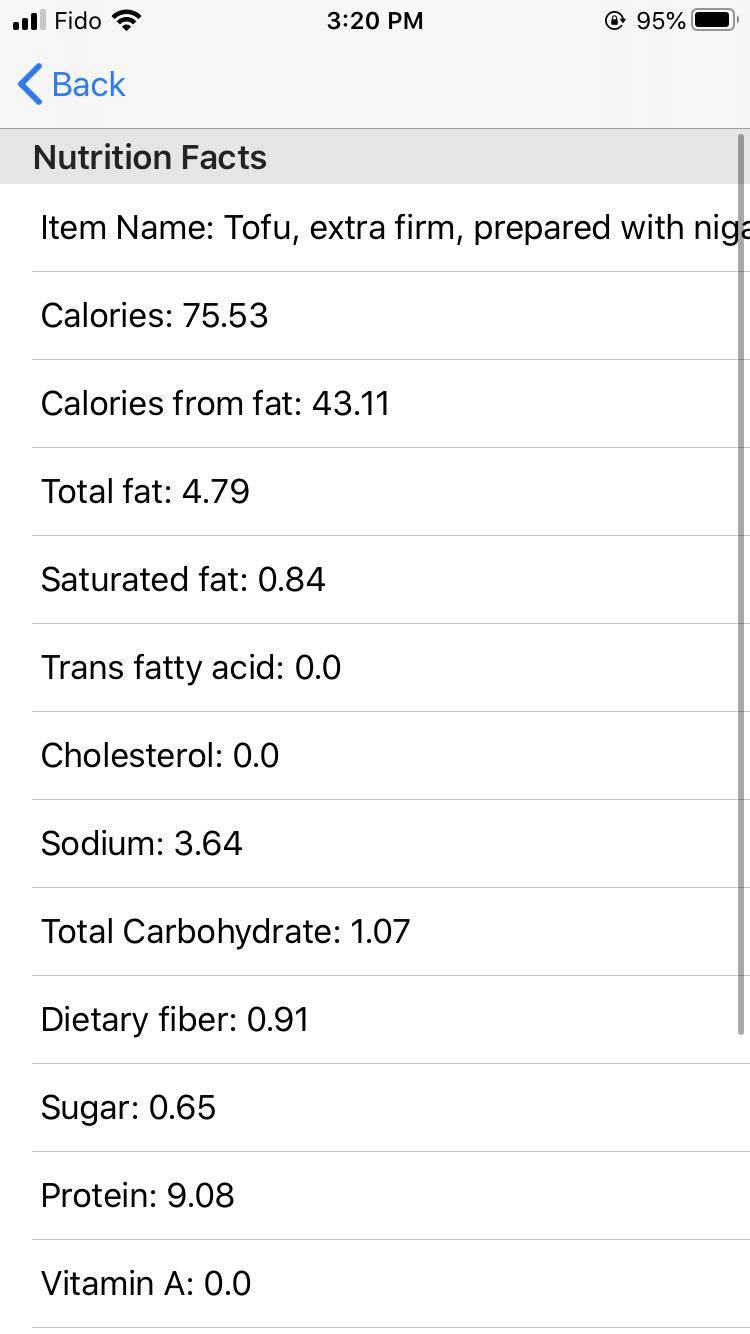 Fido 3:20 PM 95%
Back
Nutrition Facts
Item Name: Tofu, extra firm, prepared with niga
Calories: 75.53
Calories from fat: 43.11
Total fat: 4.79
Saturated fat: 0.84
Trans fatty acid: 0.0
Cholesterol: 0.0
Sodium: 3.64
Total Carbohydrate: 1.07
Dietary fiber: 0.91
Sugar: 0.65
Protein: 9.08
Vitamin A: 0.0